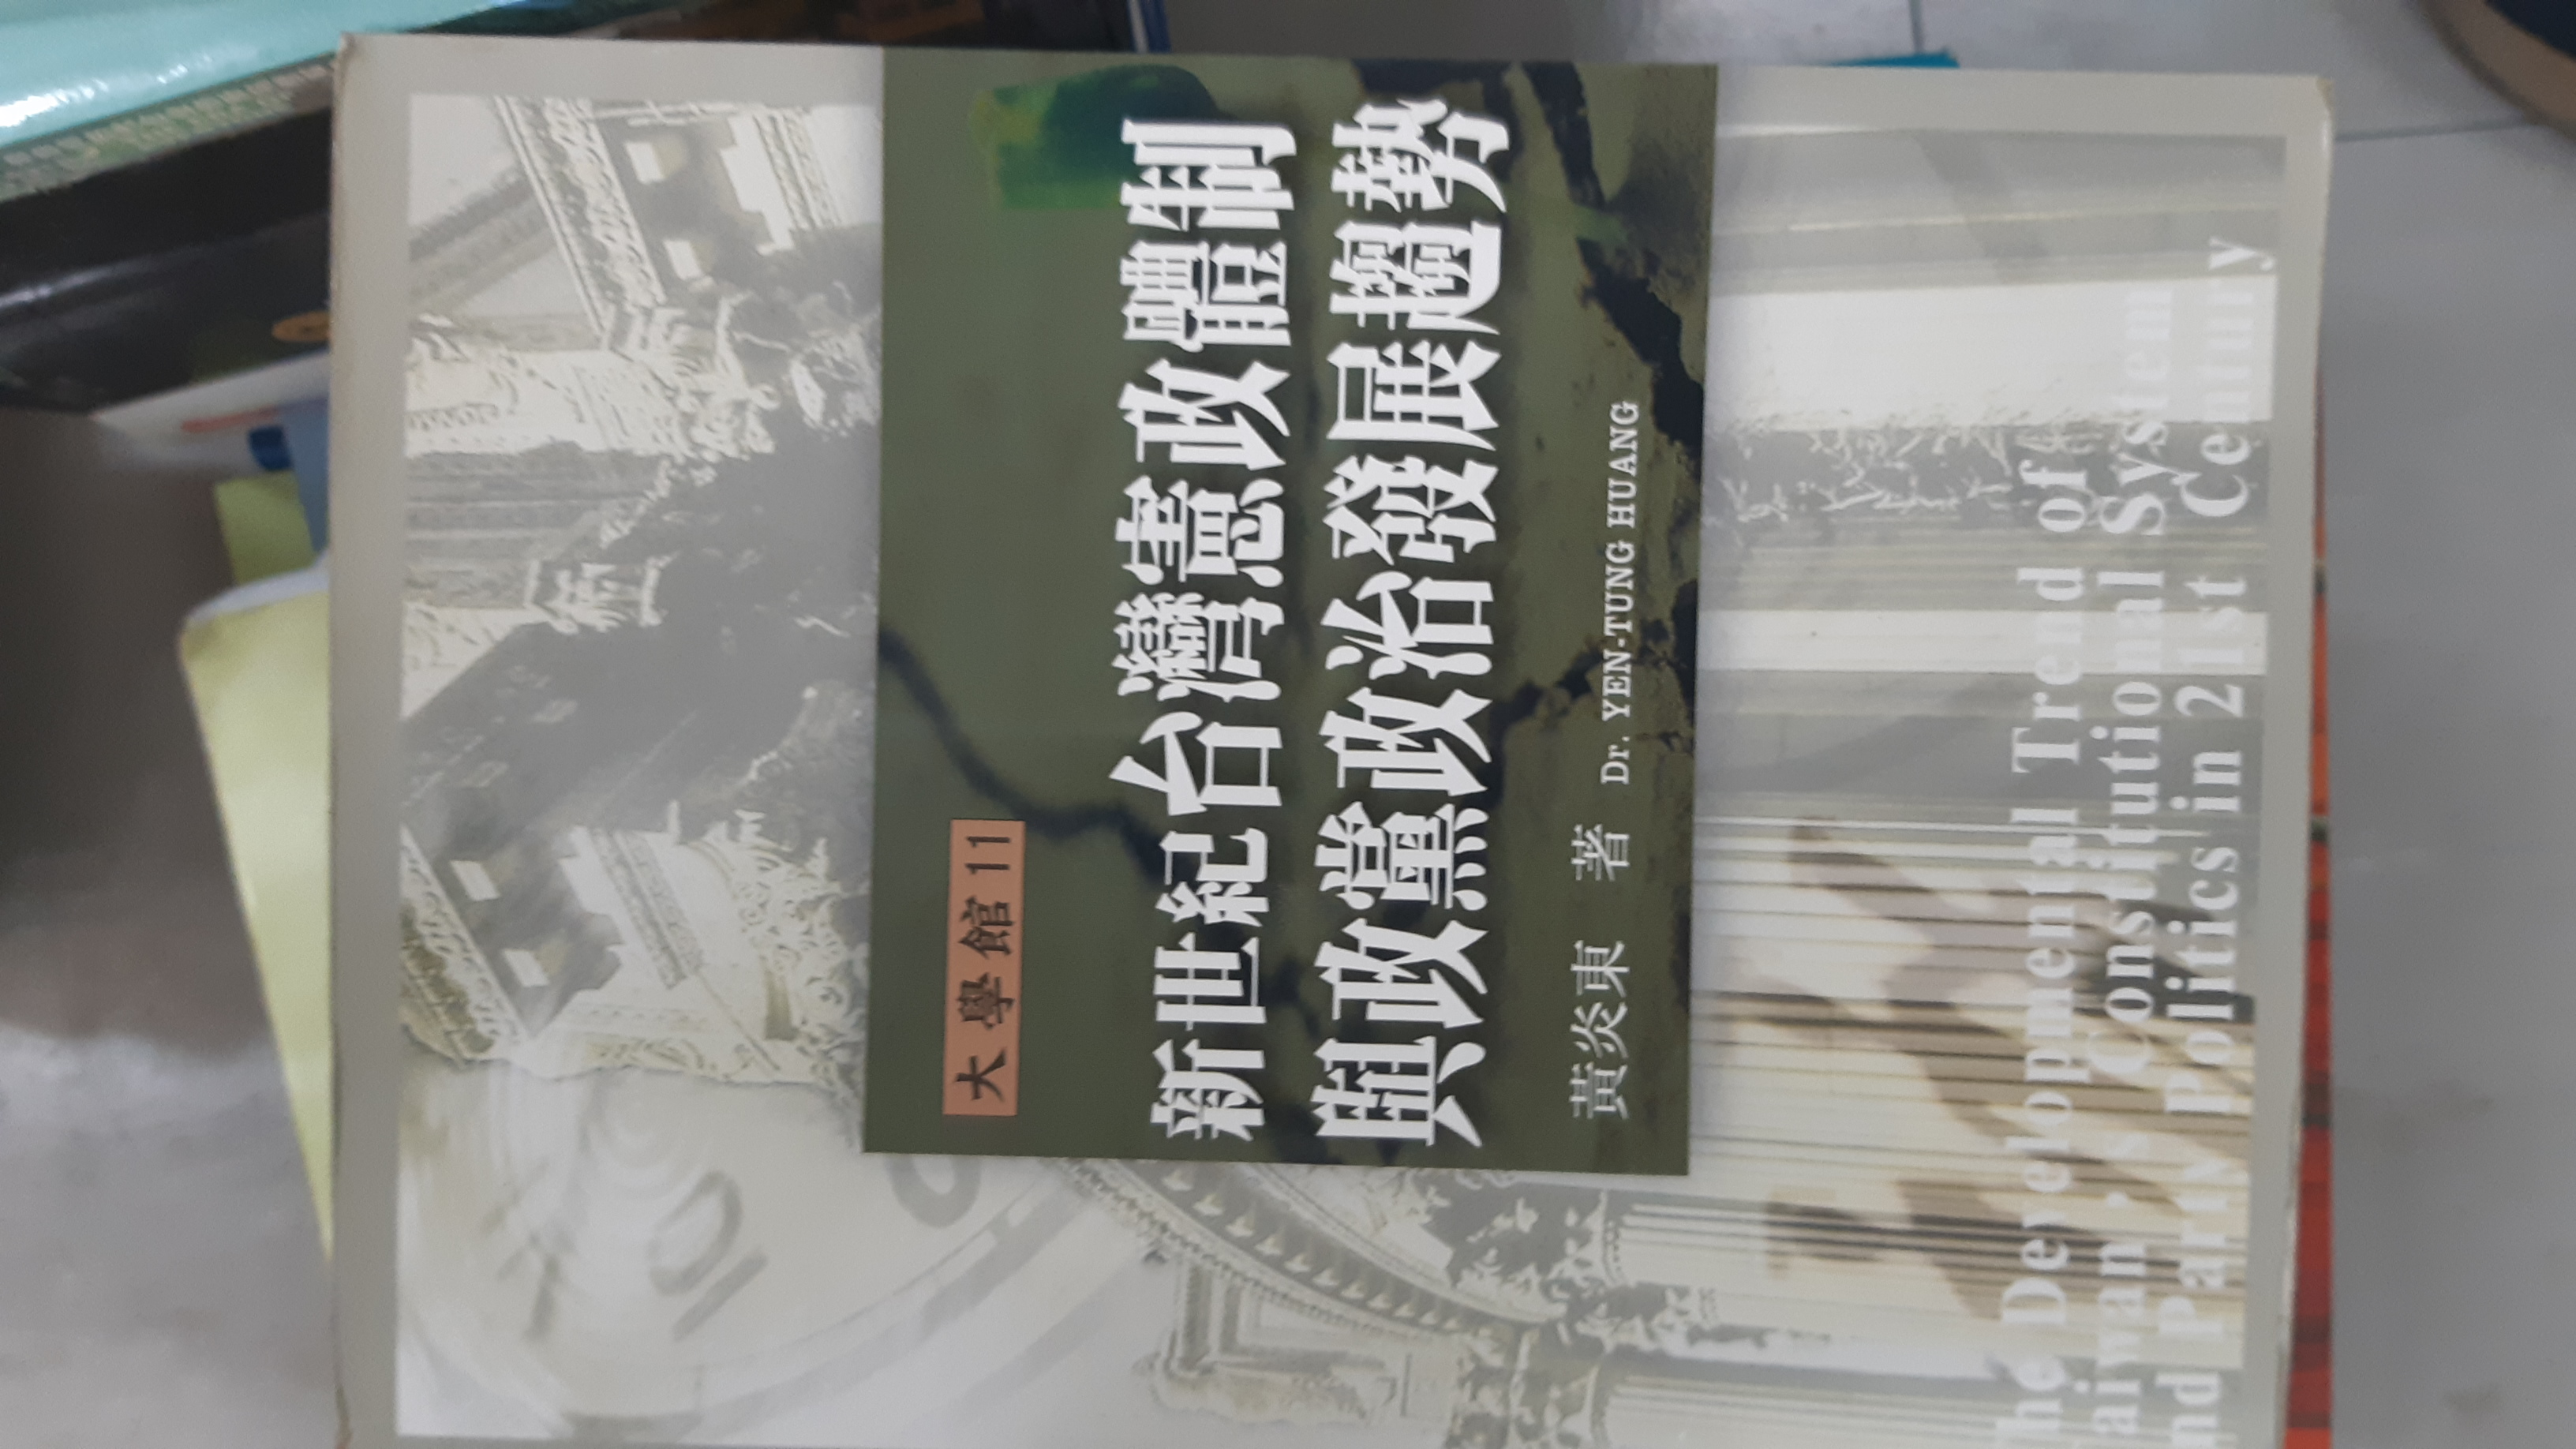 大學館11
新世紀台灣憲政體制
與政黨政治發展趨勢
黃炎東 著 Dr. YEN-TUNG HUANG
he Developmental Trend of
aiwan's Constitutional System
nd Party Politics in 21st Century